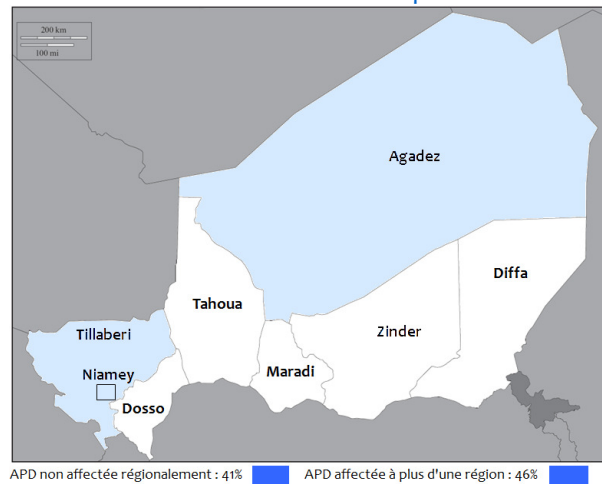 200 km
100 mi
Agadez
Diffa
Tahoua
Zinder
Tillaberi
Maradi
Niamey
Dosso
APD non affectée régionalement : 41%
APD affectée à plus d'une région : 46%